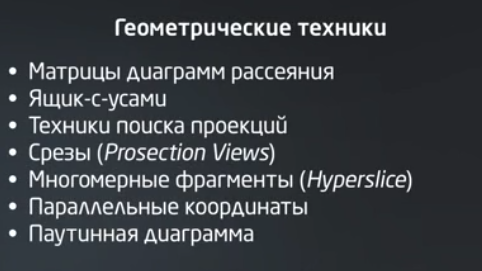 Геометрические техники
• Матрицы диаграмм рассеяния
• Ящик-с-усами
• Техники поиска проекций
• Срезы (Prosection Views)
• Многомерные фрагменты (Hyperslice)
• Параллельные координаты
• Паутинная диаграмма